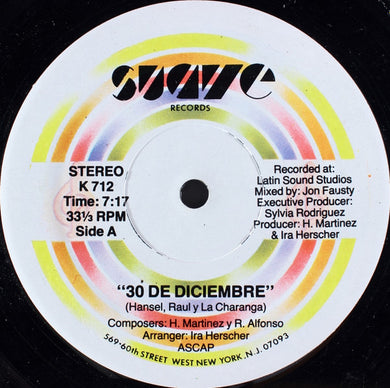 SUAVE
RECORDS
STEREO
K 712
Time: 7:17
33⅓ RPM
Side A
Recorded at:
Latin Sound Studios
Mixed by: Jon Fausty
Executive Producer:
Sylvia Rodriguez
Producer: H. Martinez
& Ira Herscher
"30 DE DICIEMBRE"
(Hansel, Raul y La Charanga)
Composers: H. Martinez y R. Alfonso
Arranger: Ira Herscher
ASCAP
569-60th STREET WEST NEW YORK, N.J. 07093